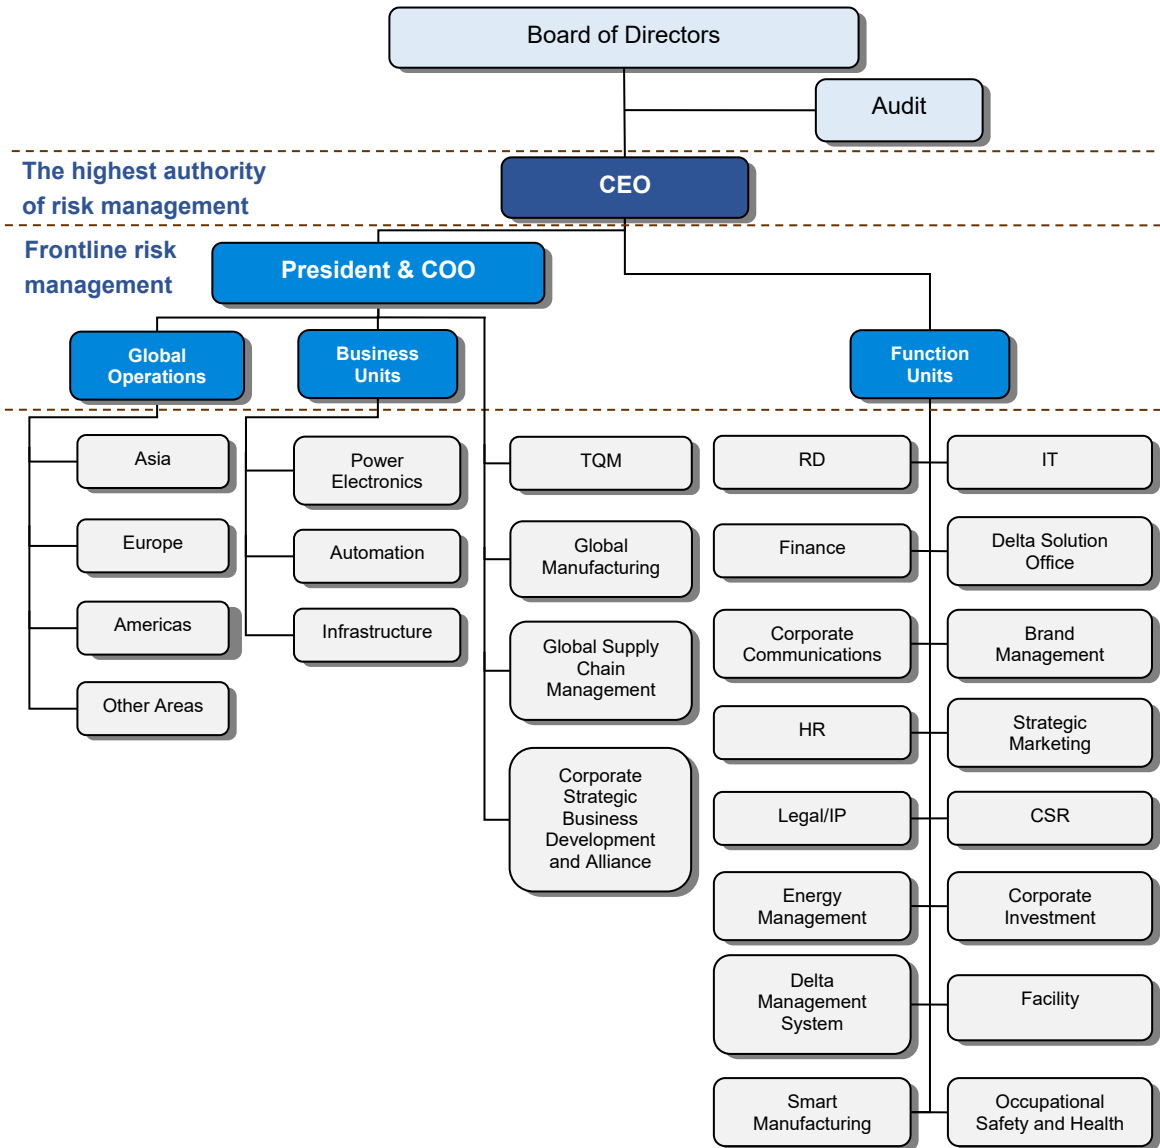 Board of Directors
Audit
The highest authority
of risk management
CEO
Frontline risk
management
President & COO
Global
Operations
Business
Units
Function
Units
Asia
Europe
Americas
Other Areas
Power
Electronics
Automation
Infrastructure
TQM
Global
Manufacturing
Global Supply
Chain
Management
Corporate
Strategic
Business
Development
and Alliance
RD
IT
Finance
Delta Solution
Office
Corporate
Communications
Brand
Management
HR
Strategic
Marketing
Legal/IP
CSR
Energy
Management
Corporate
Investment
Delta
Management
System
Facility
Smart
Manufacturing
Occupational
Safety and Health